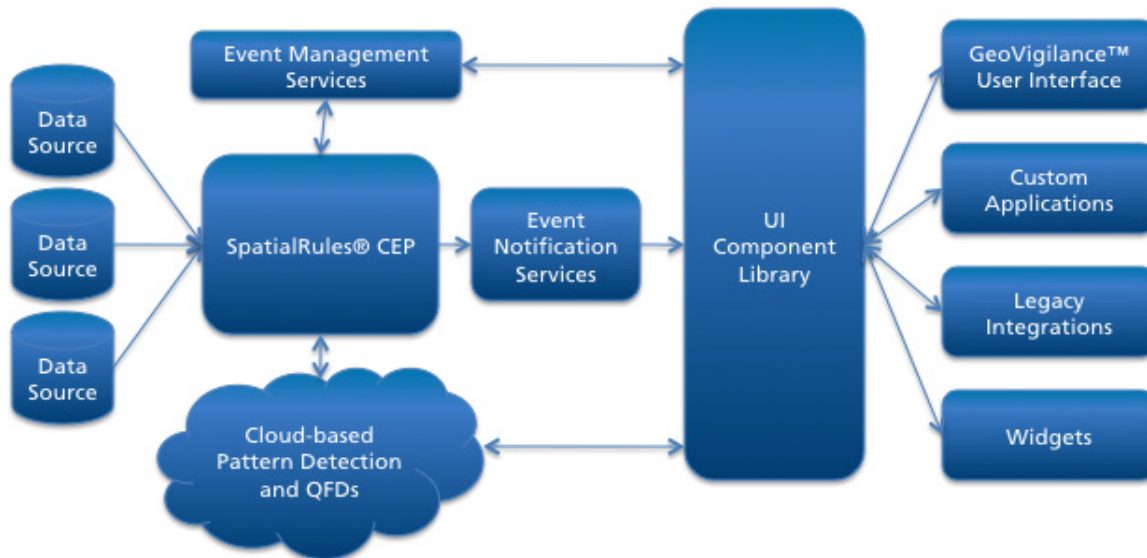 Event Management
Services
Data
Source
Data
Source
Data
Source
SpatialRules® CEP
Event
Notification
Services
Cloud-based
Pattern Detection
and QFDs
UI
Component
Library
GeoVigilance™
User Interface
Custom
Applications
Legacy
Integrations
Widgets